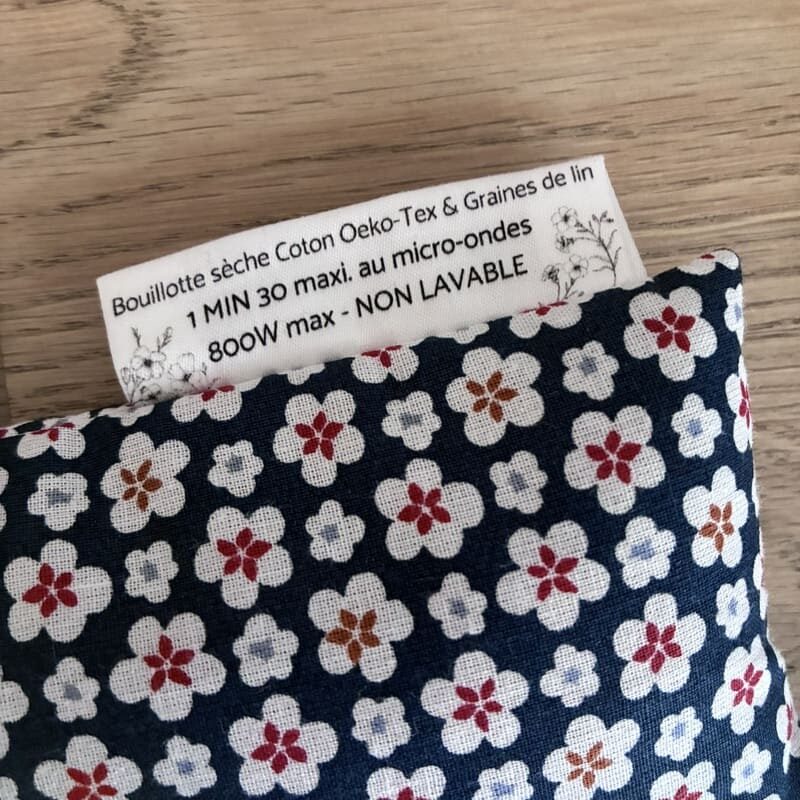 Bouillotte sèche Coton Oeko-Tex & Graines de lin
1 MIN 30 maxi. au micro-ondes
800W max - NON LAVABLE